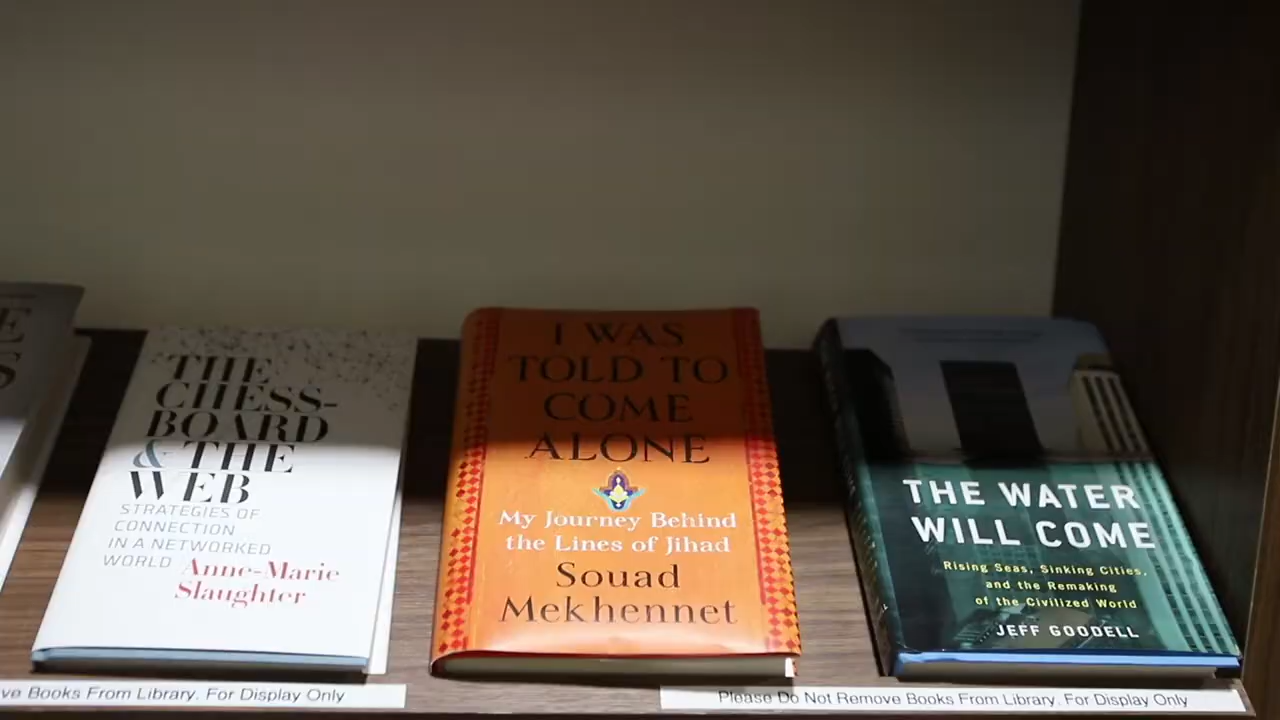 E
S
THE
CHESS-
BOARD
& THE
WEB
STRATEGIES OF
CONNECTION
IN A NETWORKED
WORLD
Anne-Marie
Slaughter
I WAS
TOLD TO
COME
ALONE
My Journey Behind
the Lines of Jihad
Souad
Mekhennet
THE WATER
WILL COME
Rising Seas, Sinking Cities,
and the Remaking
of the Civilized World
JEFF GOODELL
ve Books From Library. For Display Only
Please Do Not Remove Books From Library. For Display Only